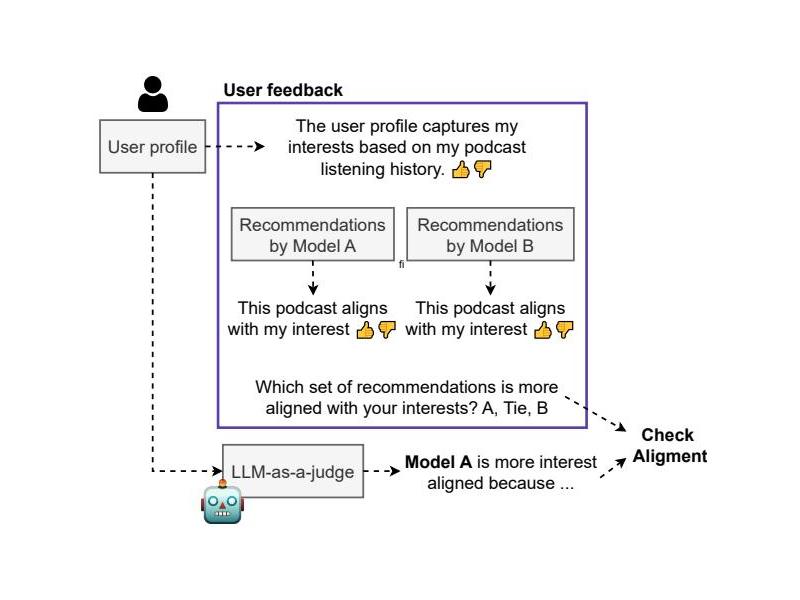 User feedback
User profile
The user profile captures my
interests based on my podcast
listening history.
Recommendations
by Model A
Recommendations
by Model B
fi
This podcast aligns
with my interest
This podcast aligns
with my interest
Which set of recommendations is more
aligned with your interests? A, Tie, B
Check
Aligment
LLM-as-a-judge
Model A is more interest
aligned because ...